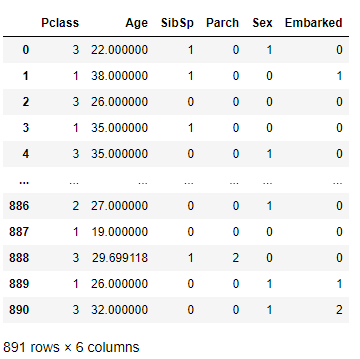 Pclass Age SibSp Parch Sex Embarked
0 3 22.000000 1 0 1 0
1 1 38.000000 1 0 0 1
2 3 26.000000 0 0 0 0
3 1 35.000000 1 0 0 0
4 3 35.000000 0 0 1 0
... ... ... ... ... ... ...
886 2 27.000000 0 0 1 0
887 1 19.000000 0 0 0 0
888 3 29.699118 1 2 0 0
889 1 26.000000 0 0 1 1
890 3 32.000000 0 0 1 2
891 rows × 6 columns